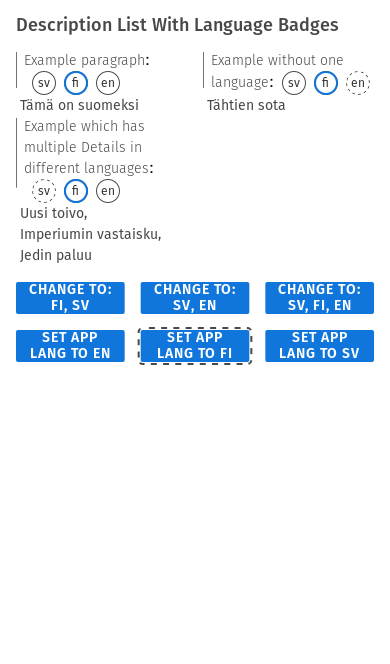 Description List With Language Badges
Example paragraph:
sv fi en
Tämä on suomeksi
Example without one
language: sv fi en
Tähtien sota
Example which has
multiple Details in
different languages:
sv fi en
Uusi toivo,
Imperiumin vastaisku,
Jedin paluu
CHANGE TO:
FI, SV
CHANGE TO:
SV, EN
CHANGE TO:
SV, FI, EN
SET APP
LANG TO EN
SET APP
LANG TO FI
SET APP
LANG TO SV